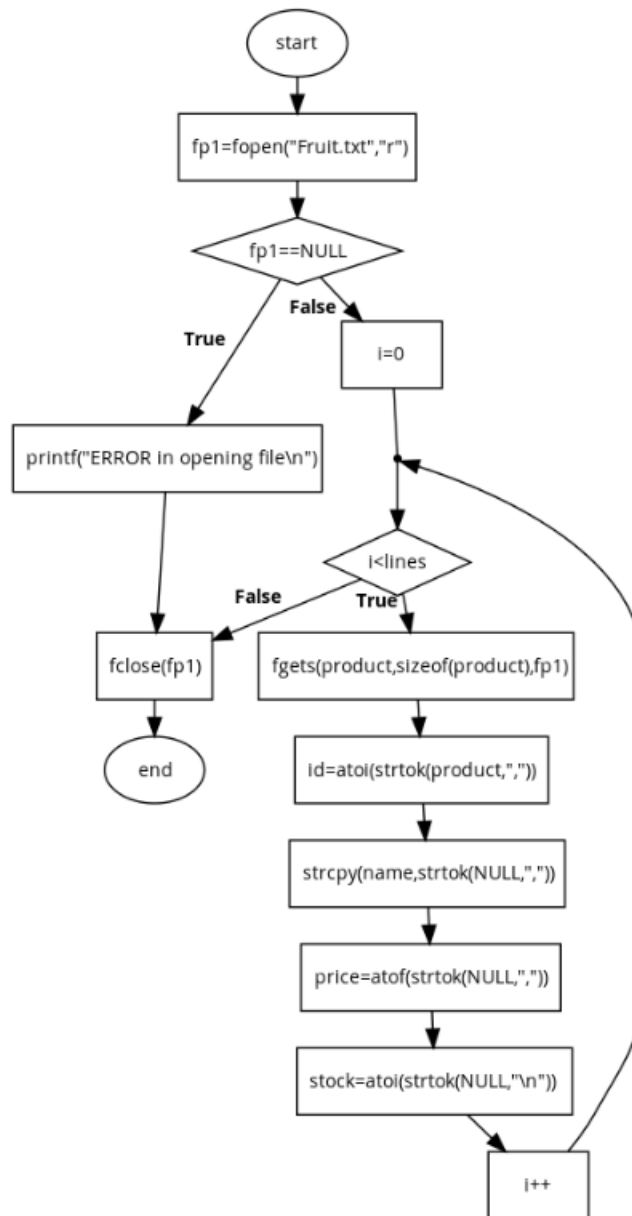 start
fp1=fopen("Fruit.txt","r")
fp1==NULL
True
False
i=0
printf("ERROR in opening file\n")
i<lines
False
True
fclose(fp1)
fgets(product,sizeof(product),fp1)
end
id=atoi(strtok(product,","))
strcpy(name,strtok(NULL,","))
price=atof(strtok(NULL,","))
stock=atoi(strtok(NULL,"\n"))
i++